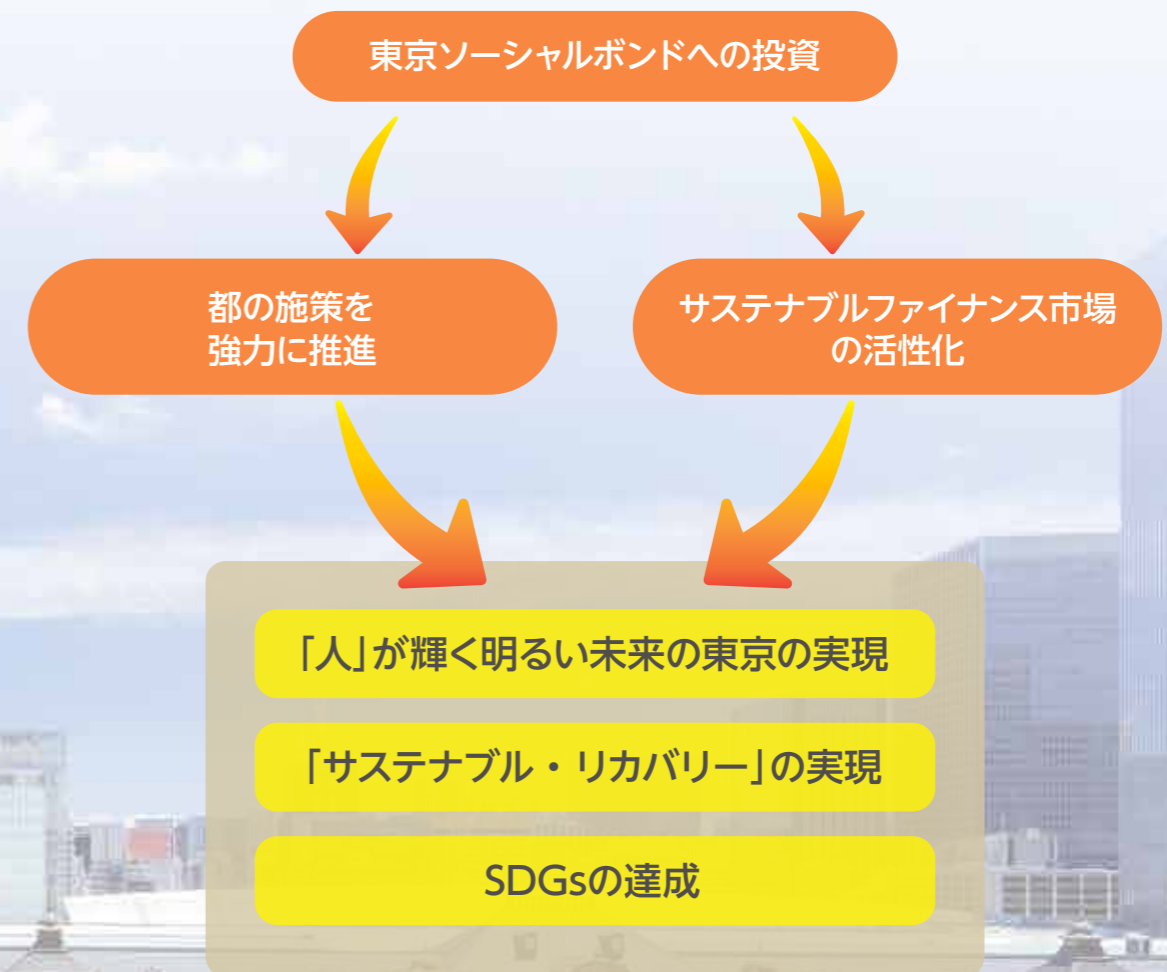 東京ソーシャルボンドへの投資
都の施策を
強力に推進
サステナブルファイナンス市場
の活性化
「人」が輝く明るい未来の東京の実現
「サステナブル・リカバリー」の実現
SDGsの達成